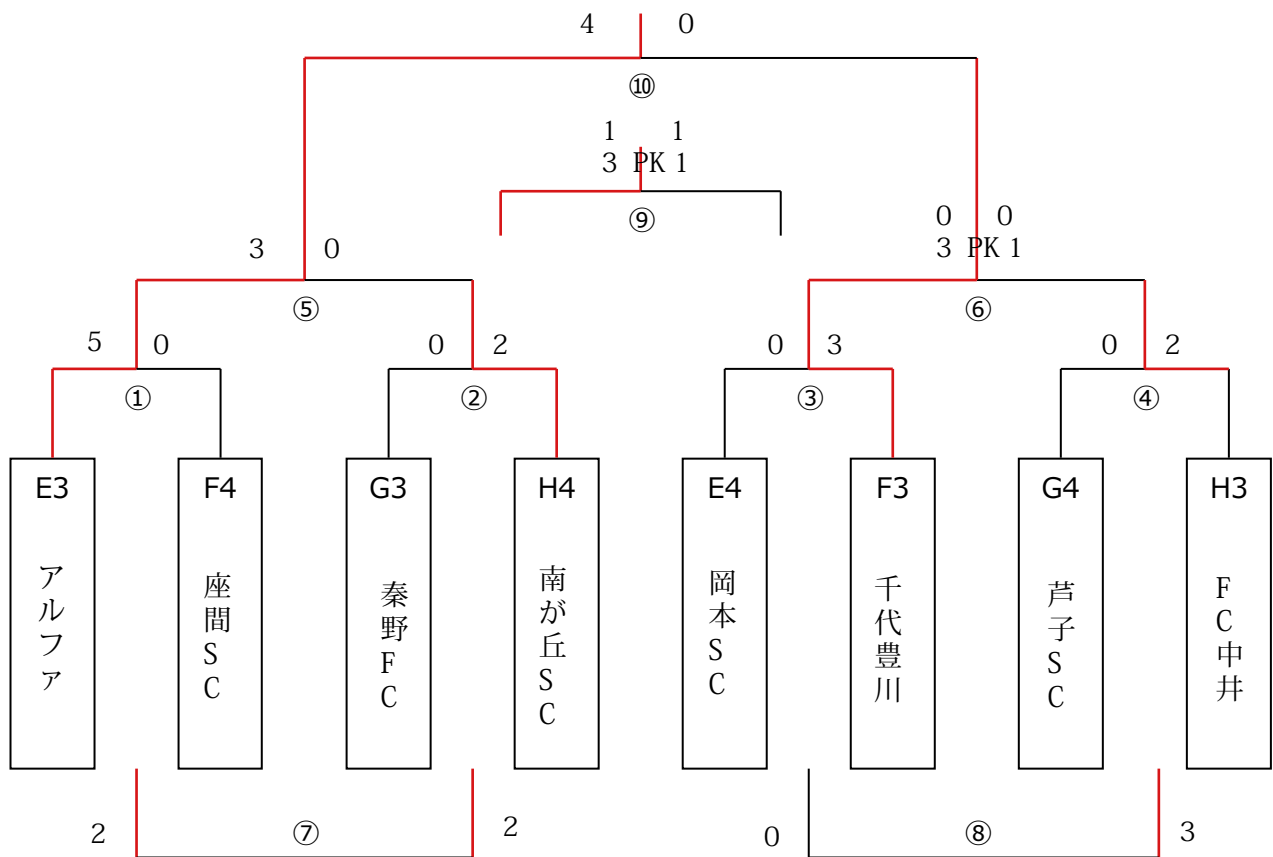 4 0
⑩
1 1
3 PK 1
⑨
0 0
3 PK 1
3 0
⑤
⑥
5 0
0 2
0 3
0 2
①
②
③
④
E3
F4
G3
H4
E4
F3
G4
H3
アルファ
座間SC
秦野FC
南が丘SC
岡本SC
千代豊川
芦子SC
FC中井
2 ⑦ 2
0 ⑧ 3